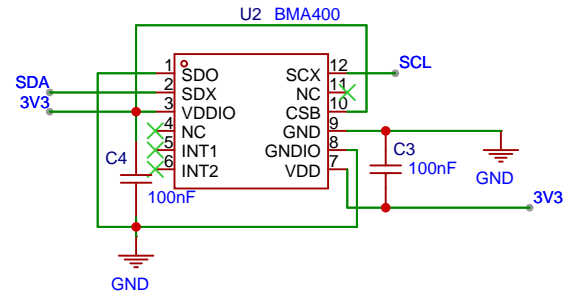 U2 BMA400
1 SDO SCX 12 SCL
SDA 2 SDX NC 11
3V3 3 VDDIO CSB 10
4 NC GND 9
5 INT1 GNDIO 8
6 INT2 VDD 7
C4
100nF
C3
100nF
GND
3V3
GND